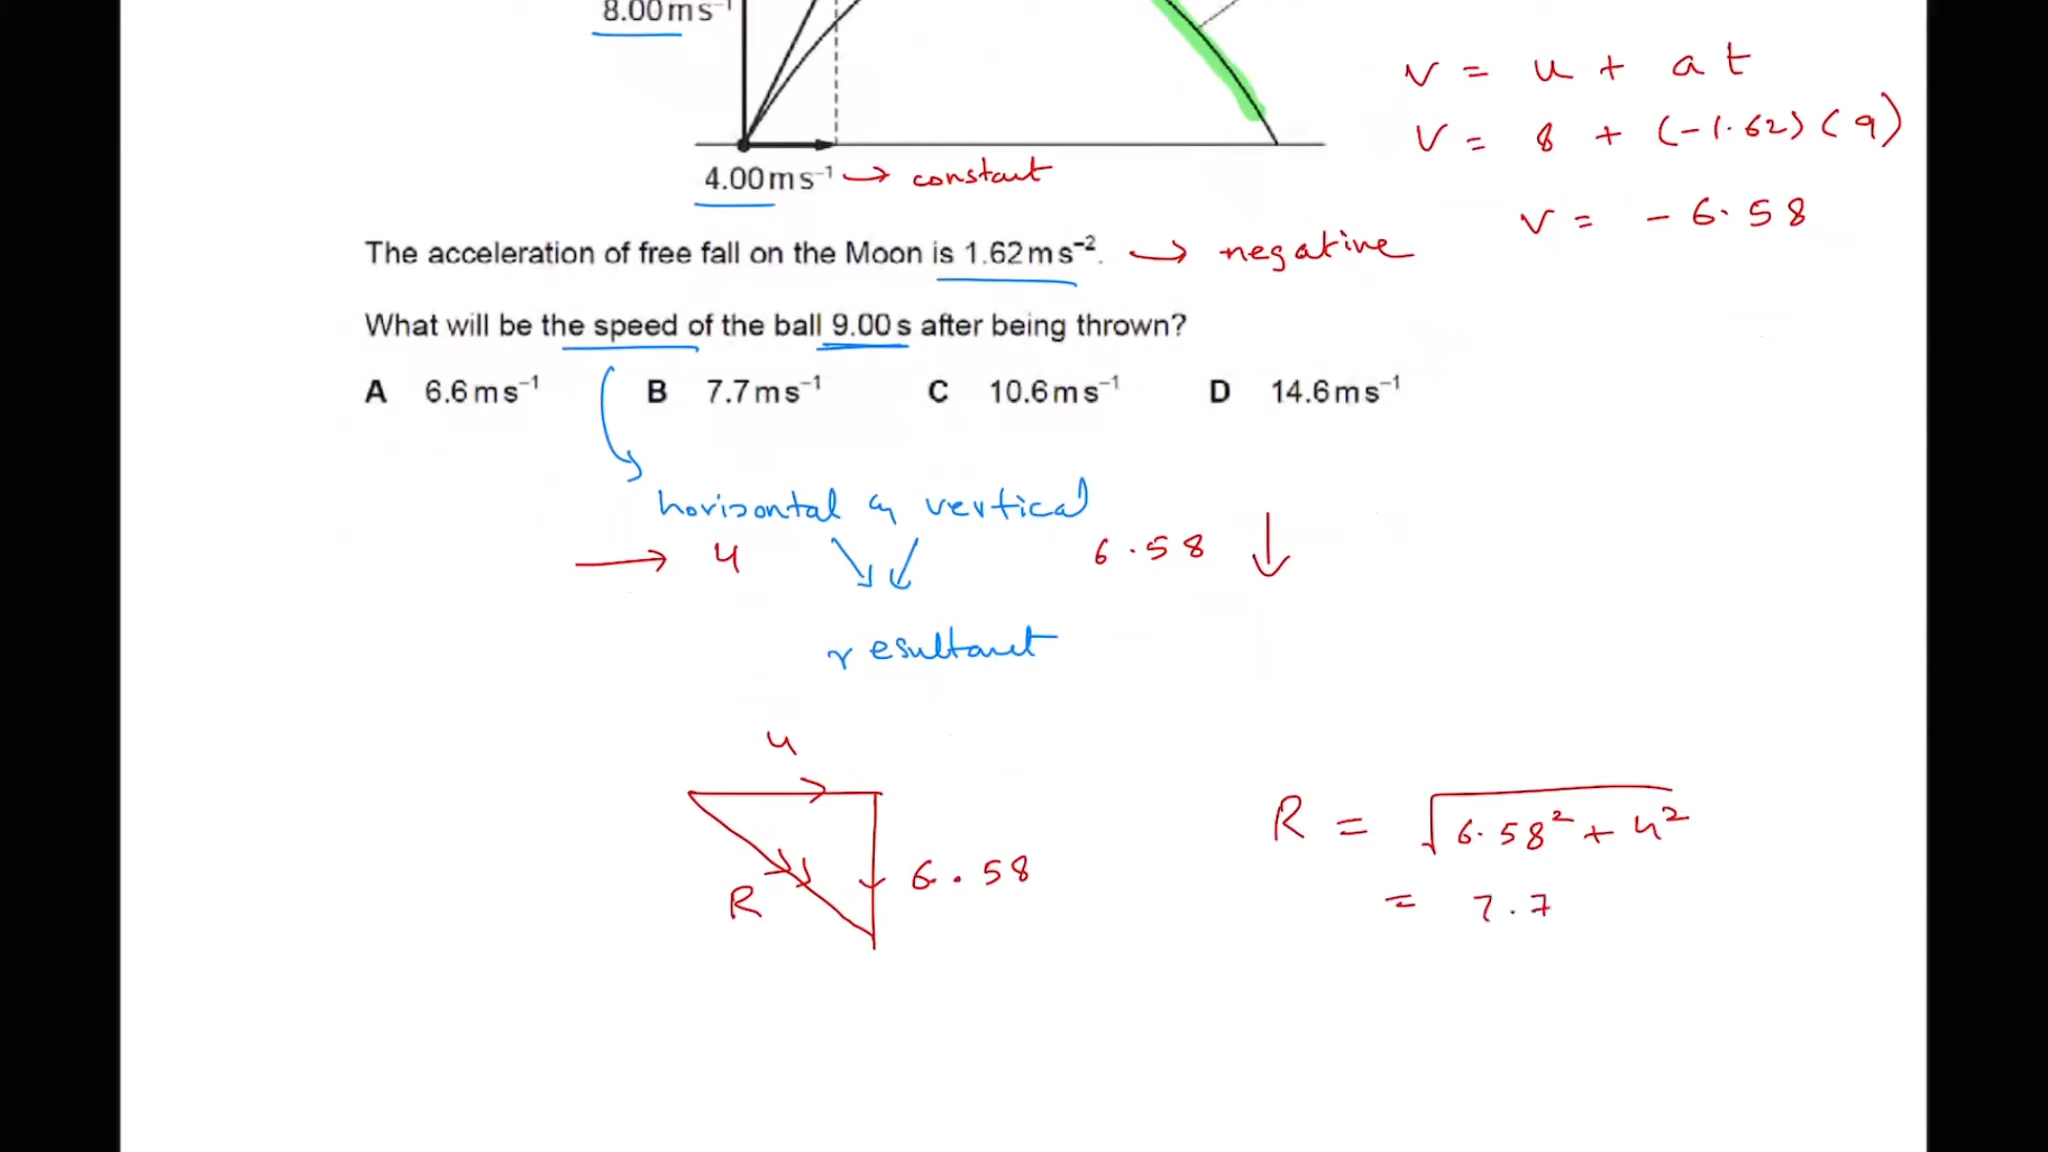 8.00 m s⁻¹
v = u + a t
v = 8 + (-1.62) (9)
4.00 m s⁻¹ → constant
v = - 6.58
The acceleration of free fall on the Moon is 1.62 m s⁻². → negative
What will be the speed of the ball 9.00 s after being thrown?
A 6.6 m s⁻¹ B 7.7 m s⁻¹ C 10.6 m s⁻¹ D 14.6 m s⁻¹
horizontal & vertical
→ 4 6.58 ↓
resultant
4
R = √6.58² + 4²
6.58
R
= 7.7